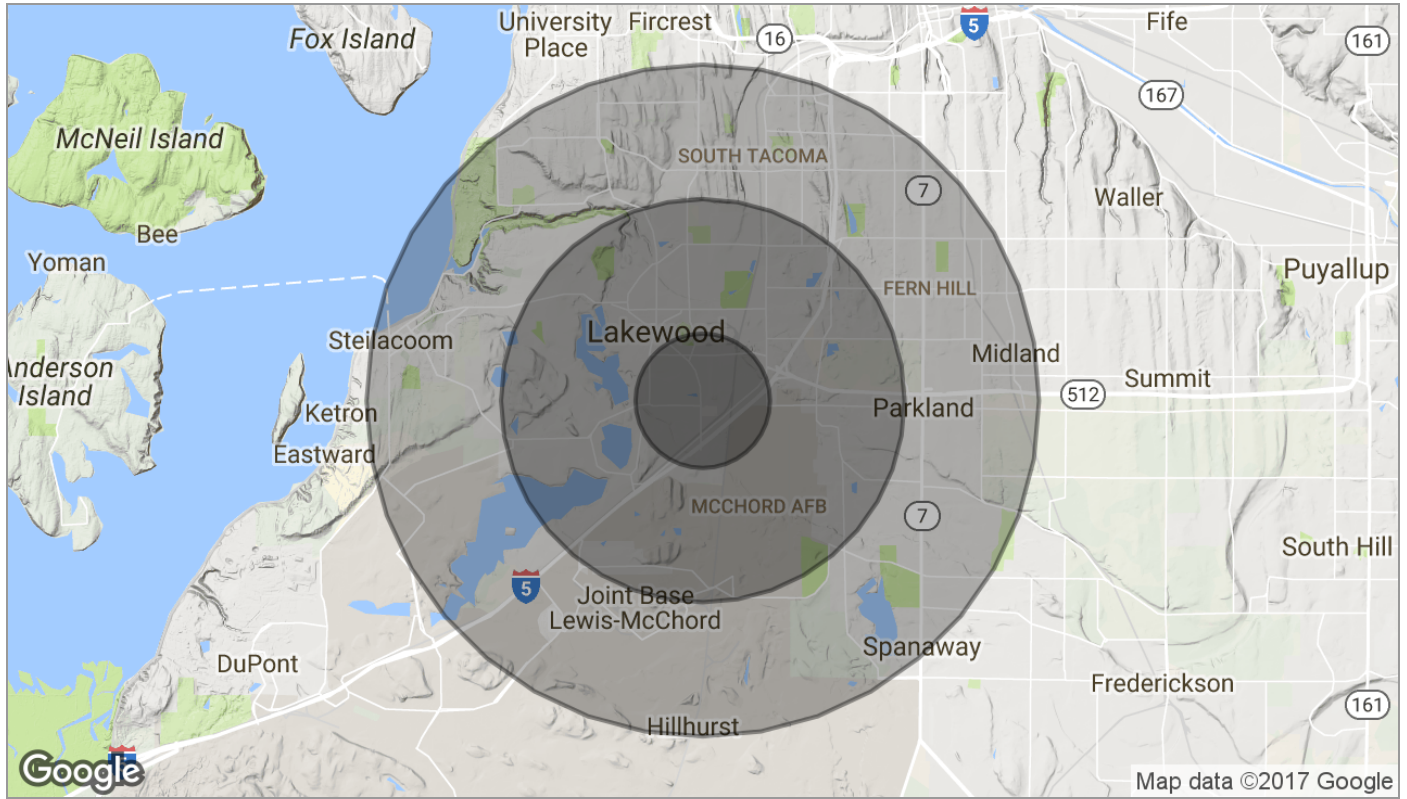 University
Place
Fircrest
Fox Island
16
5
Fife
161
167
McNeil Island
SOUTH TACOMA
7
Waller
Bee
Yoman
Puyallup
FERN HILL
Lakewood
Steilacoom
Midland
Anderson
Island
Summit
512
Ketron
Parkland
Eastward
MCCHORD AFB
7
South Hill
5
Joint Base
Lewis-McChord
Spanaway
DuPont
Frederickson
161
Hillhurst
Google
Map data ©2017 Google